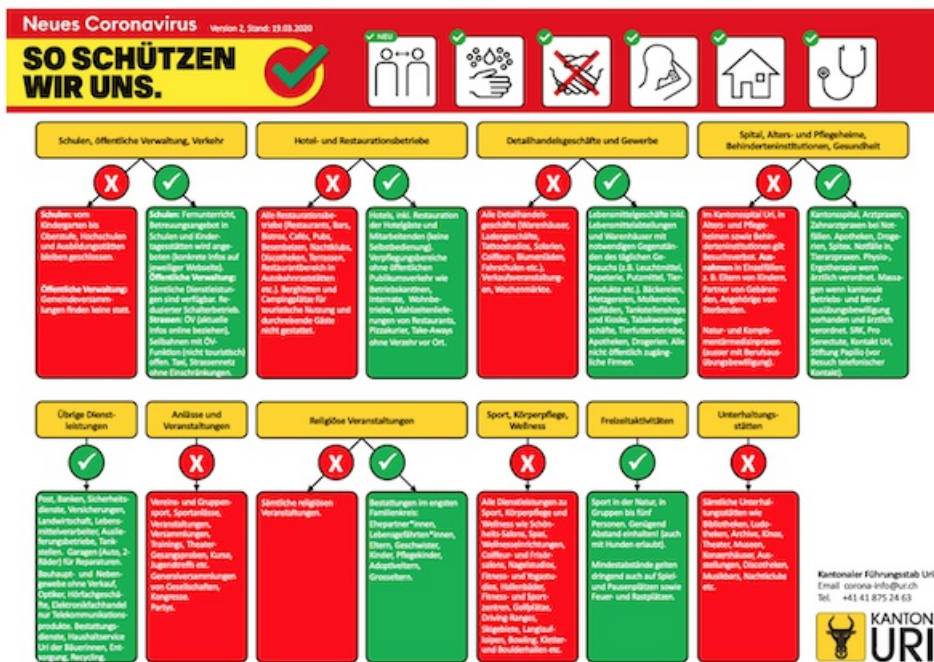 Neues Coronavirus Version 2, Stand: 19.03.2020
SO SCHÜTZEN
WIR UNS.
NEU
Schulen, öffentliche Verwaltung, Verkehr
Schulen: vom
Kindergarten bis
Oberstufe, Hochschulen
und Ausbildungsstätten
bleiben geschlossen.
Öffentliche Verwaltung:
Gemeindeversamm-
lungen finden keine statt.
Schulen: Fernunterricht,
Betreuungsangebot in
Schulen und Kinder-
tagesstätten wird ange-
boten (konkrete Infos auf
jeweiliger Webseite).
Öffentliche Verwaltung:
Sämtliche Dienstleistun-
gen sind verfügbar. Re-
duzierter Schalterbetrieb.
Strassen: ÖV (aktuelle
Infos online beziehen),
Seilbahnen mit ÖV-
Funktion (nicht touristisch)
offen. Taxi, Strassennetz
ohne Einschränkungen.
Hotel- und Restaurationsbetriebe
Alle Restaurationsbe-
triebe (Restaurants, Bars,
Bistros, Cafés, Pubs,
Besenbeizen, Nachtklubs,
Discotheken, Terrassen,
Restaurantbereich in
Autobahnraststätten
etc.). Berghütten und
Campingplätze für
touristische Nutzung und
durchreisende Gäste
nicht gestattet.
Hotels, inkl. Restauration
der Hotelgäste und
Mitarbeitenden (keine
Selbstbedienung).
Verpflegungsbereiche
ohne öffentlichen
Publikumsverkehr wie
Betriebskantinen,
Internate, Wohnbe-
triebe, Mahlzeitenliefe-
rungen von Restaurants,
Pizzakurier, Take-Aways
ohne Verzehr vor Ort.
Detailhandelsgeschäfte und Gewerbe
Alle Detailhandels-
geschäfte (Warenhäuser,
Ladengeschäfte,
Tattoostudios, Solarien,
Coiffeur-, Blumenläden,
Fahrschulen etc.),
Verkaufsveranstaltun-
gen, Wochenmärkte.
Lebensmittelgeschäfte inkl.
Lebensmittelabteilungen
und Warenhäuser mit
notwendigen Gegenstän-
den des täglichen Ge-
brauchs (z.B. Leuchtmittel,
Papeterie, Putzmittel, Tier-
produkte etc.). Bäckereien,
Metzgereien, Molkereien,
Hofläden, Tankstellenshops
und Kioske, Tabakwarenge-
schäfte, Tierfutterbetriebe,
Apotheken, Drogerien. Alle
nicht öffentlich zugäng-
liche Firmen.
Spital, Alters- und Pflegeheime,
Behinderteninstitutionen, Gesundheit
Im Kantonsspital Uri, in
Alters- und Pflege-
heimen sowie Behin-
derteninstitutionen gilt
Besuchsverbot. Aus-
nahmen in Einzelfällen:
z. B. Eltern von Kindern,
Partner von Gebären-
den, Angehörige von
Sterbenden.
Natur- und Komple-
mentärmedizinpraxen
(ausser mit Berufsaus-
übungsbewilligung).
Kantonsspital, Arztpraxen,
Zahnarztpraxen bei Not-
fällen. Apotheken, Droge-
rien, Spitex. Notfälle in
Tierarztpraxen. Physio-,
Ergotherapie wenn
ärztlich verordnet. Massa-
gen wenn kantonale
Betriebs- und Beruf-
ausübungsbewilligung
vorhanden und ärztlich
verordnet. SRK, Pro
Senectute, Kontakt Uri,
Stiftung Papilio (vor
Besuch telefonischer
Kontakt).
Übrige Dienst-
leistungen
Post, Banken, Sicherheits-
dienste, Versicherungen,
Landwirtschaft, Lebens-
mittelverarbeiter, Auslie-
ferungsbetriebe, Tank-
stellen. Garagen (Auto, 2-
Räder) für Reparaturen.
Bauhaupt- und Neben-
gewerbe ohne Verkauf,
Optiker, Hörfachgeschä-
fte, Elektronikfachhandel
nur Telekommunikations-
produkte. Bestattungs-
dienste, Haushaltservice
Uri der Bäuerinnen, Ent-
sorgung, Recycling.
Anlässe und
Veranstaltungen
Vereins- und Gruppen-
sport, Sportanlässe,
Veranstaltungen,
Versammlungen,
Trainings, Theater-
Gesangsproben, Kurse,
Jugendtreffs etc.
Generalversammlungen
von Gesellschaften,
Kongresse.
Partys.
Religiöse Veranstaltungen
Sämtliche religiösen
Veranstaltungen.
Bestattungen im engsten
Familienkreis:
Ehepartner*innen,
Lebensgefährten*innen,
Eltern, Geschwister,
Kinder, Pflegekinder,
Adoptiveltern,
Grosseltern.
Sport, Körperpflege,
Wellness
Alle Dienstleistungen zu
Sport, Körperpflege und
Wellness wie Schön-
heits-Salons, Spas,
Wellnesseinrichtungen,
Coiffeur- und Frisör-
salons, Nagelstudios,
Fitness- und Yogastu-
dios, Hallenbäder,
Fitness- und Sport-
zentren, Golfplätze,
Driving-Ranges,
Skigebiete, Langlauf-
loipen, Bowling, Kletter-
und Boulderhallen etc.
Freizeitaktivitäten
Sport in der Natur, in
Gruppen bis fünf
Personen. Genügend
Abstand einhalten! (auch
mit Hunden erlaubt).
Mindestabstände gelten
dringend auch auf Spiel-
und Pausenplätzen sowie
Feuer- und Rastplätzen.
Unterhaltungs-
stätten
Sämtliche Unterhal-
tungsstätten wie
Bibliotheken, Ludo-
theken, Archive, Kinos,
Theater, Museen,
Konzerthäuser, Aus-
stellungen, Discotheken,
Musikbars, Nachtclubs
etc.
Kantonaler Führungsstab Uri
Email corona-info@ur.ch
Tel. +41 41 875 24 63
KANTON
URI